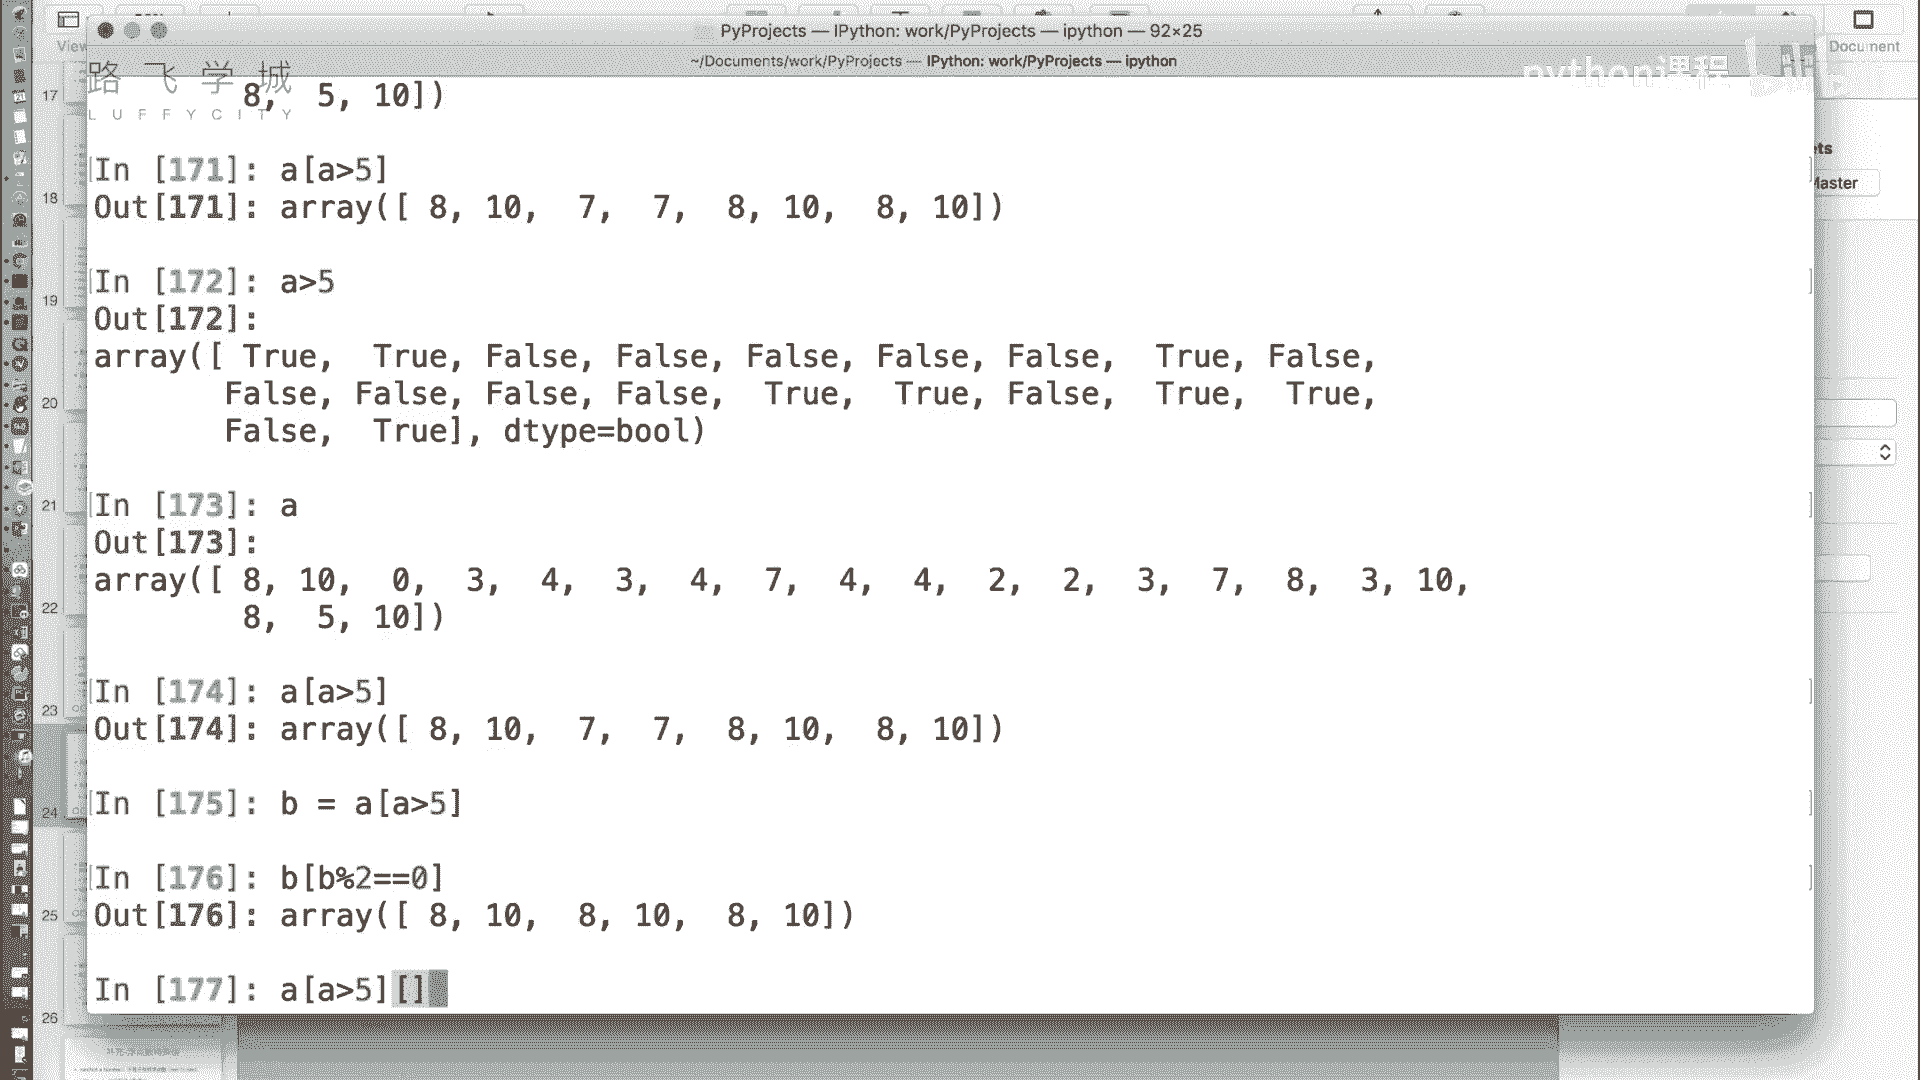 PyProjects — IPython: work/PyProjects — ipython — 92×25
View
Document
~/Documents/work/PyProjects — IPython: work/PyProjects — ipython
路飞学城
LUFFYCITY
python课程
17
8, 5, 10])
In [171]: a[a>5]
Out[171]: array([ 8, 10, 7, 7, 8, 10, 8, 10])
Master
18
In [172]: a>5
19
Out[172]:
array([ True, True, False, False, False, False, False, True, False,
False, False, False, False, True, True, False, True, True,
20
False, True], dtype=bool)
In [173]: a
21
Out[173]:
array([ 8, 10, 0, 3, 4, 3, 4, 7, 4, 4, 2, 2, 3, 7, 8, 3, 10,
22
8, 5, 10])
In [174]: a[a>5]
23
Out[174]: array([ 8, 10, 7, 7, 8, 10, 8, 10])
In [175]: b = a[a>5]
24
In [176]: b[b%2==0]
25
Out[176]: array([ 8, 10, 8, 10, 8, 10])
In [177]: a[a>5][]
26